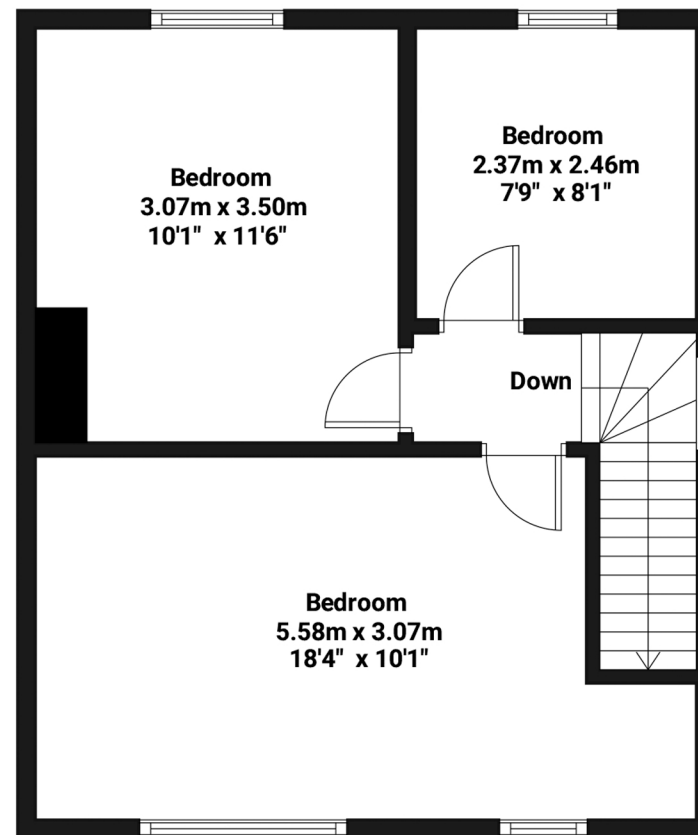 Bedroom
3.07m x 3.50m
10'1" x 11'6"
Bedroom
2.37m x 2.46m
7'9" x 8'1"
Down
Bedroom
5.58m x 3.07m
18'4" x 10'1"